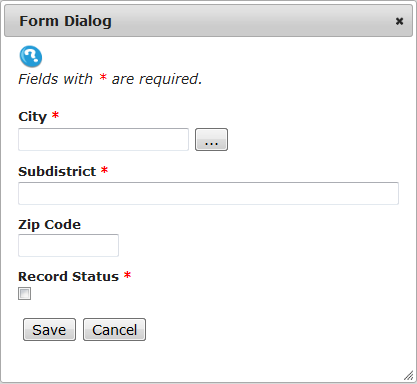 Form Dialog
Fields with * are required.
City *
...
Subdistrict *
Zip Code
Record Status *
Save Cancel